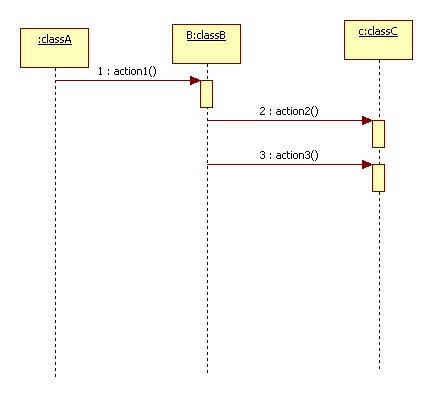 :classA
B:classB
c:classC
1 : action1()
2 : action2()
3 : action3()